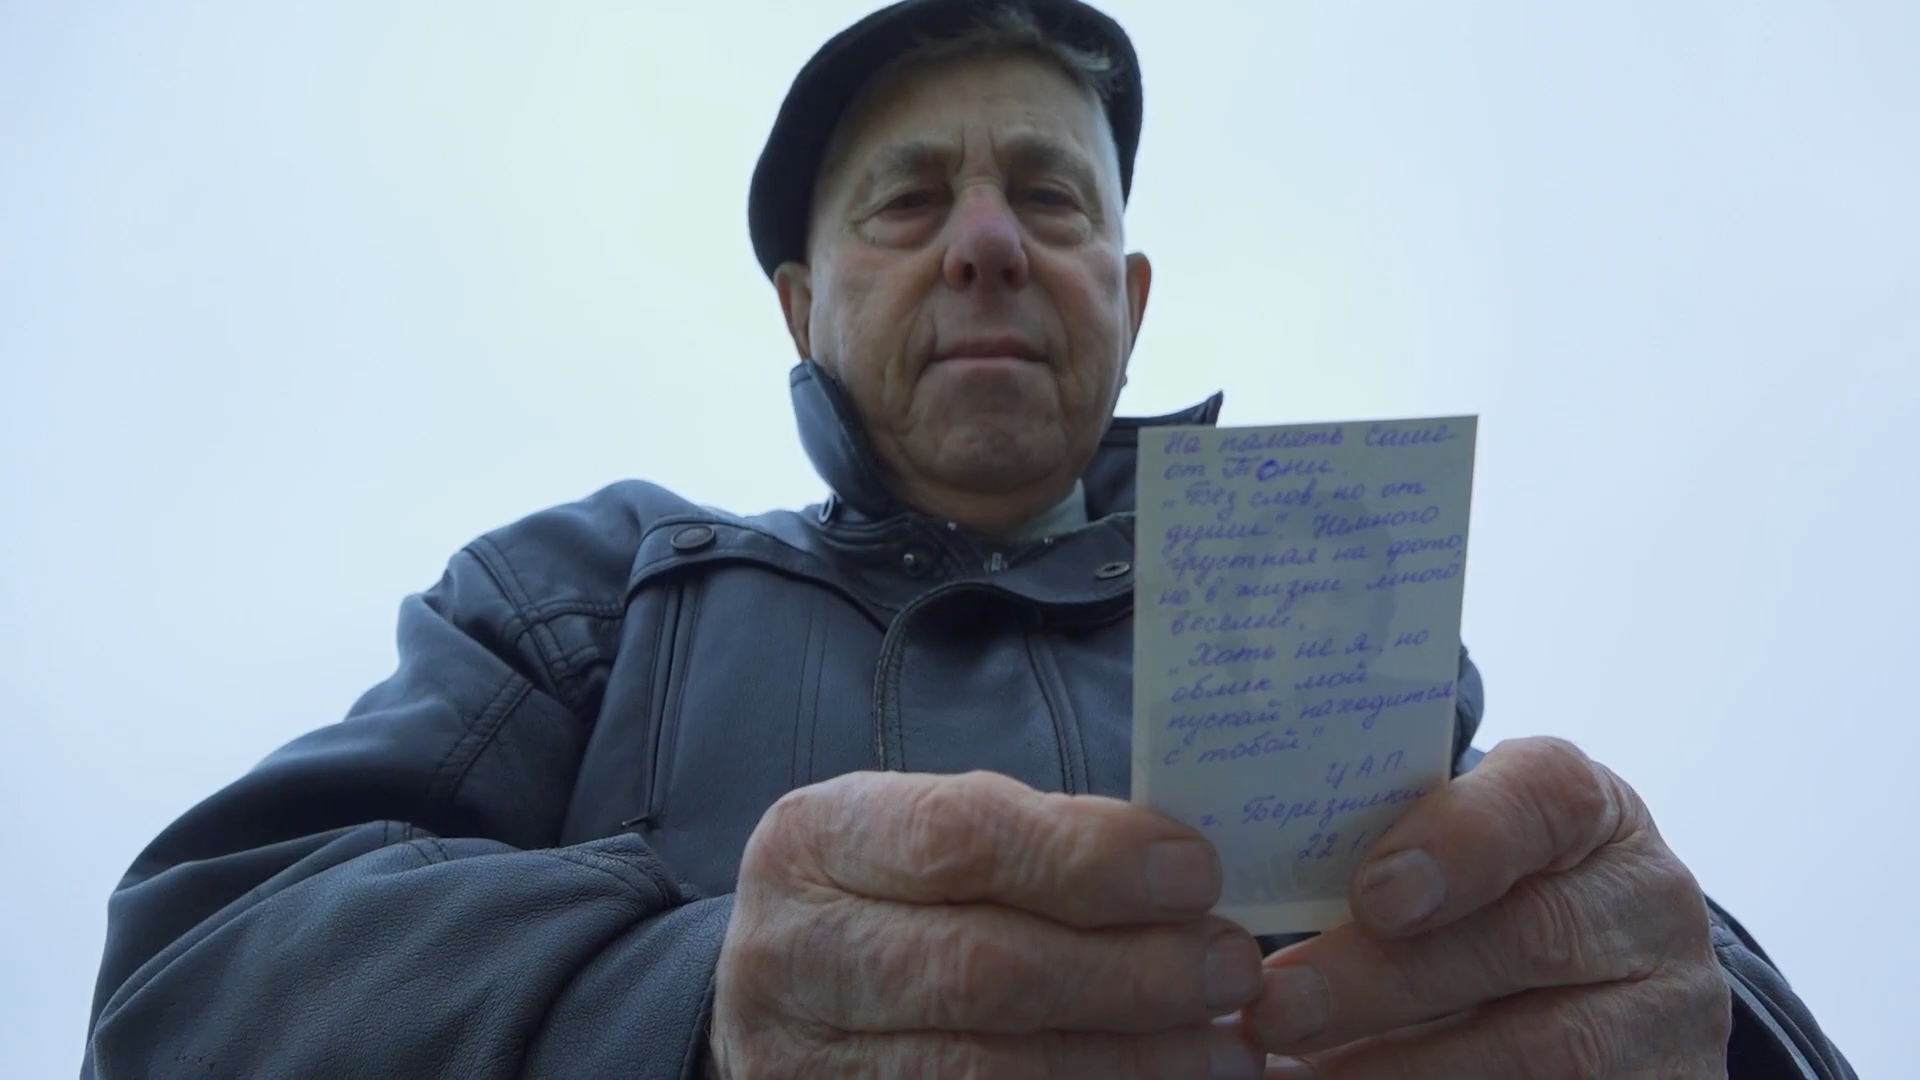 На память Саше
от Тони.
„Без слов, но от
души". Немного
грустная на фото,
но в жизни много
веселей.
„Хоть не я, но
облик мой
пускай находится
с тобой."
Ц А.П.
г. Березники
22